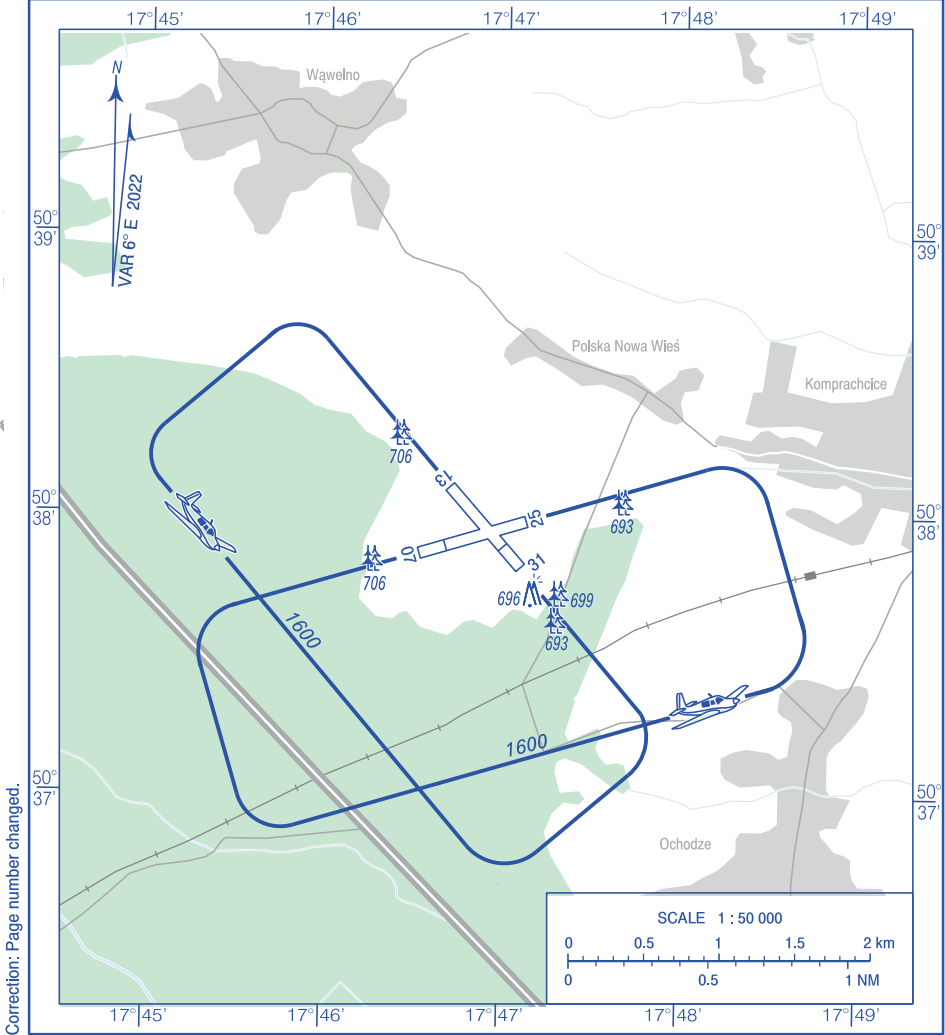 17°45' 17°46' 17°47' 17°48' 17°49'
N
Wąwelno
VAR 6° E 2022
50°
39'
50°
39'
Polska Nowa Wieś
Komprachcice
706
13
50°
38'
25
693
50°
38'
07
706
31
696
699
693
1600
1600
50°
37'
50°
37'
Ochodze
Correction: Page number changed.
SCALE 1 : 50 000
0 0.5 1 1.5 2 km
0 0.5 1 NM
17°45' 17°46' 17°47' 17°48' 17°49'